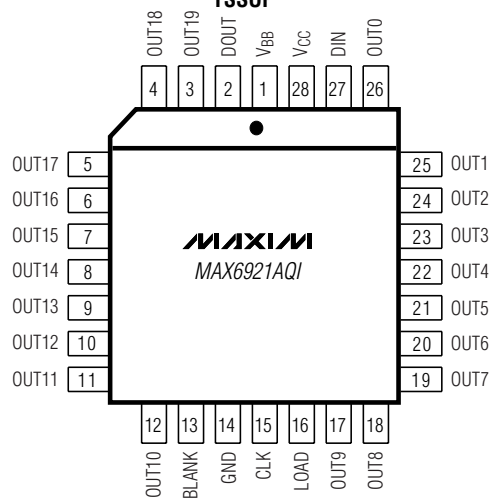 TSSOP
OUT18 OUT19 DOUT VBB VCC DIN OUT0
4 3 2 1 28 27 26
OUT17 5 25 OUT1
OUT16 6 24 OUT2
OUT15 7 23 OUT3
OUT14 8 22 OUT4
OUT13 9 21 OUT5
OUT12 10 20 OUT6
OUT11 11 19 OUT7
MAXIM
MAX6921AQI
12 13 14 15 16 17 18
OUT10 BLANK GND CLK LOAD OUT9 OUT8